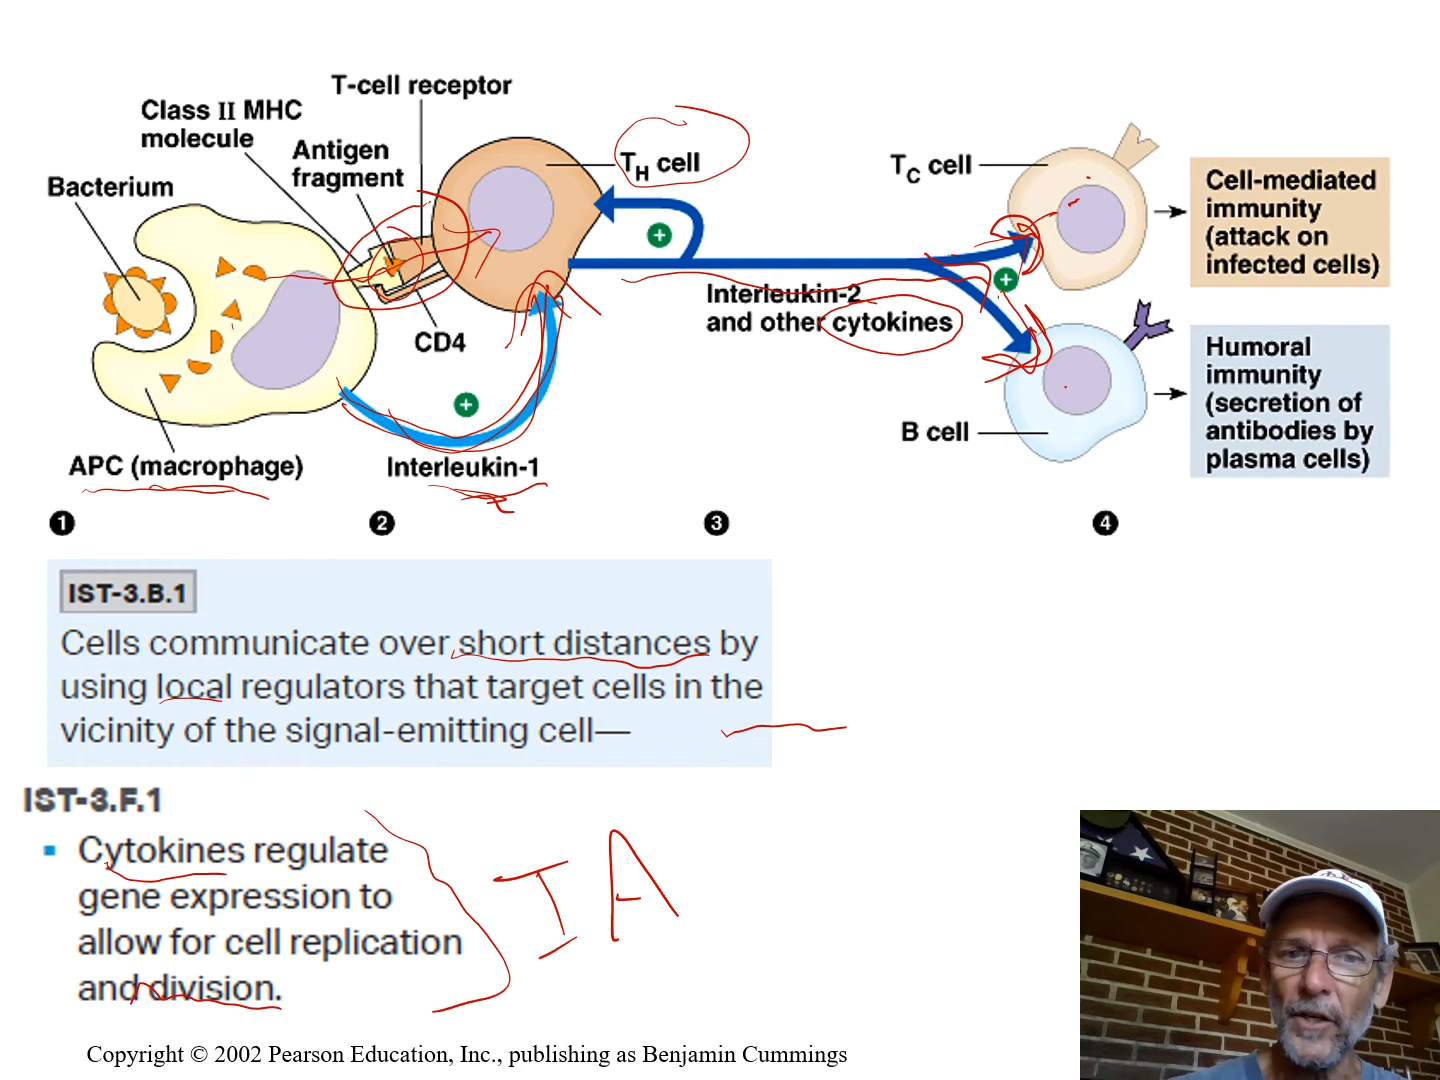 T-cell receptor
Class II MHC
molecule
Antigen
fragment
Bacterium
TH cell
TC cell
Cell-mediated
immunity
(attack on
infected cells)
+
+
Interleukin-2
and other cytokines
CD4
+
Humoral
immunity
(secretion of
antibodies by
plasma cells)
B cell
APC (macrophage)
Interleukin-1
1
2
3
4
IST-3.B.1
Cells communicate over short distances by
using local regulators that target cells in the
vicinity of the signal-emitting cell—
IST-3.F.1
▪ Cytokines regulate
gene expression to
allow for cell replication
and division.
IA
Copyright © 2002 Pearson Education, Inc., publishing as Benjamin Cummings